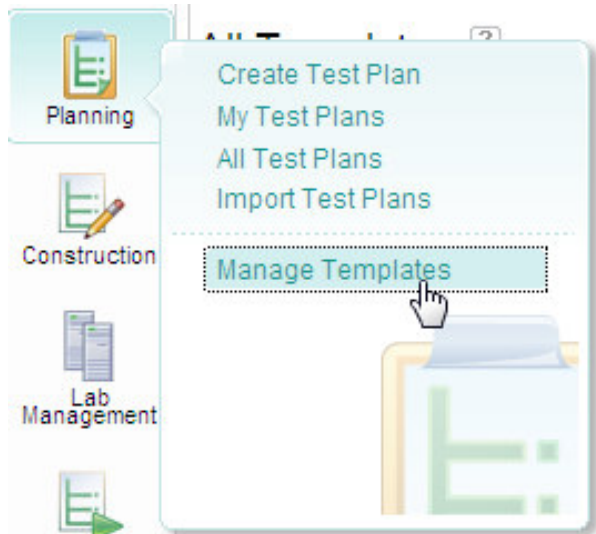 Planning
Construction
Lab
Management
Create Test Plan
My Test Plans
All Test Plans
Import Test Plans
Manage Templates